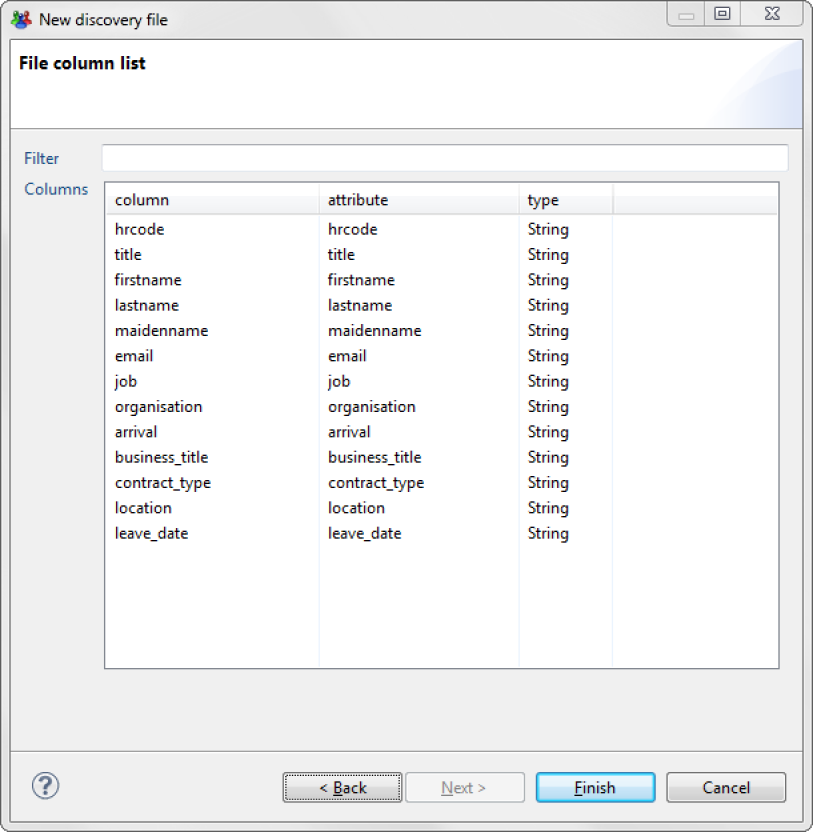 New discovery file
File column list
Filter
Columns
column attribute type
hrcode hrcode String
title title String
firstname firstname String
lastname lastname String
maidenname maidenname String
email email String
job job String
organisation organisation String
arrival arrival String
business_title business_title String
contract_type contract_type String
location location String
leave_date leave_date String
? < Back Next > Finish Cancel